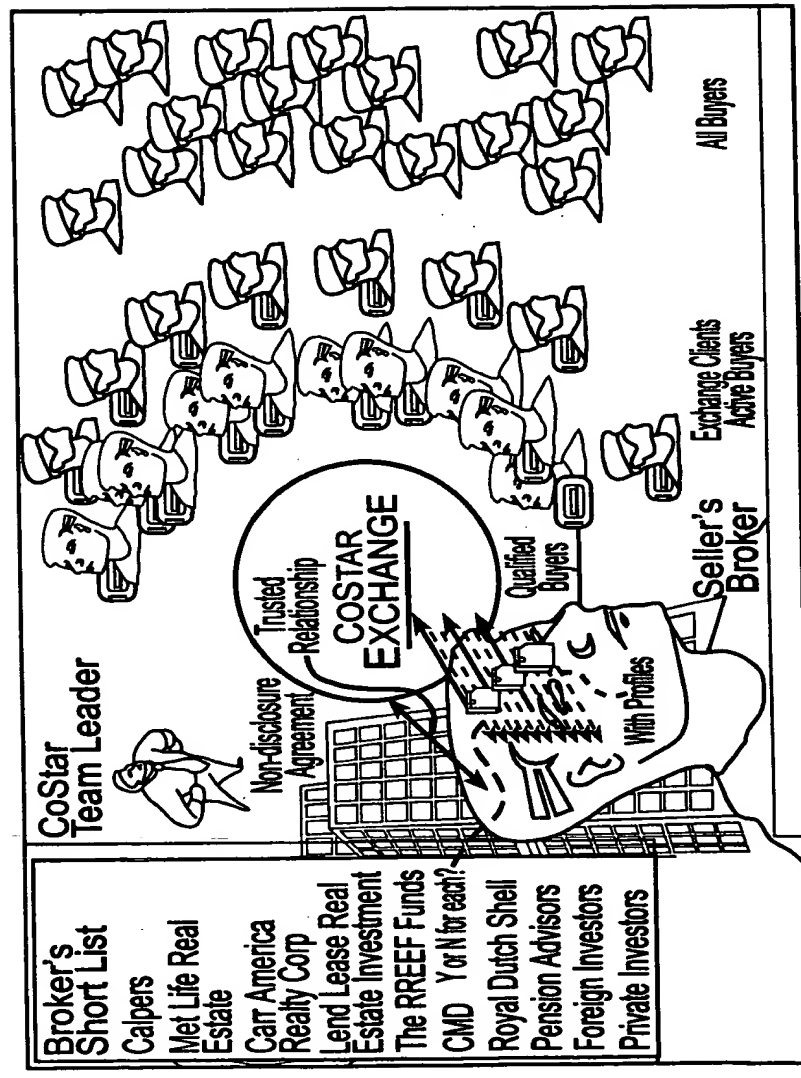 Broker's
Short List
Calpers
Met Life Real
Estate
Carr America
Realty Corp
Lend Lease Real
Estate Investment
The RREEF Funds
CMD Y or N for each?
Royal Dutch Shell
Pension Advisors
Foreign Investors
Private Investors
CoStar
Team Leader
Non-disclosure
Agreement
Trusted
Relationship
COSTAR
EXCHANGE
With Profiles
Qualified
Buyers
Seller's
Broker
Exchange Clients
Active Buyers
All Buyers